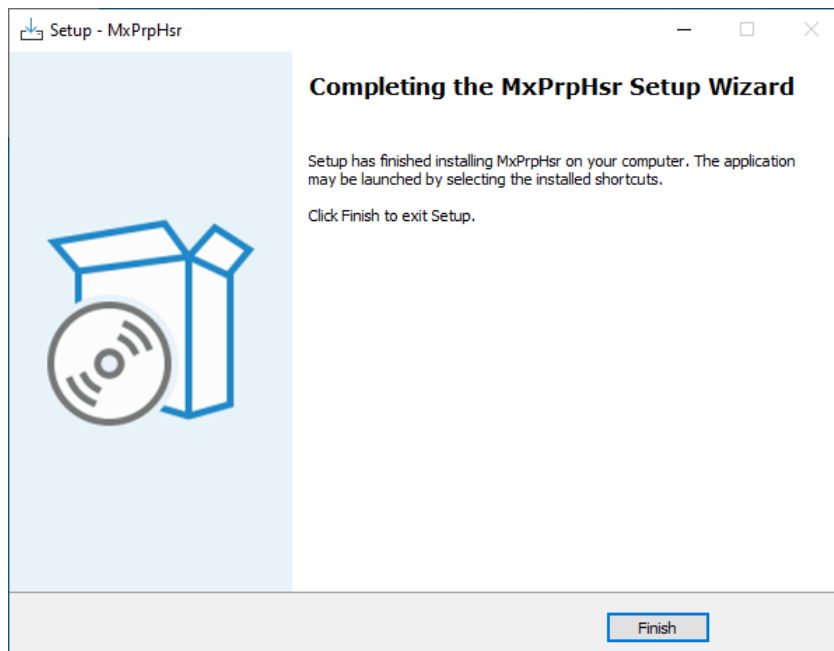 Setup - MxPrpHsr
Completing the MxPrpHsr Setup Wizard
Setup has finished installing MxPrpHsr on your computer. The application
may be launched by selecting the installed shortcuts.
Click Finish to exit Setup.
Finish